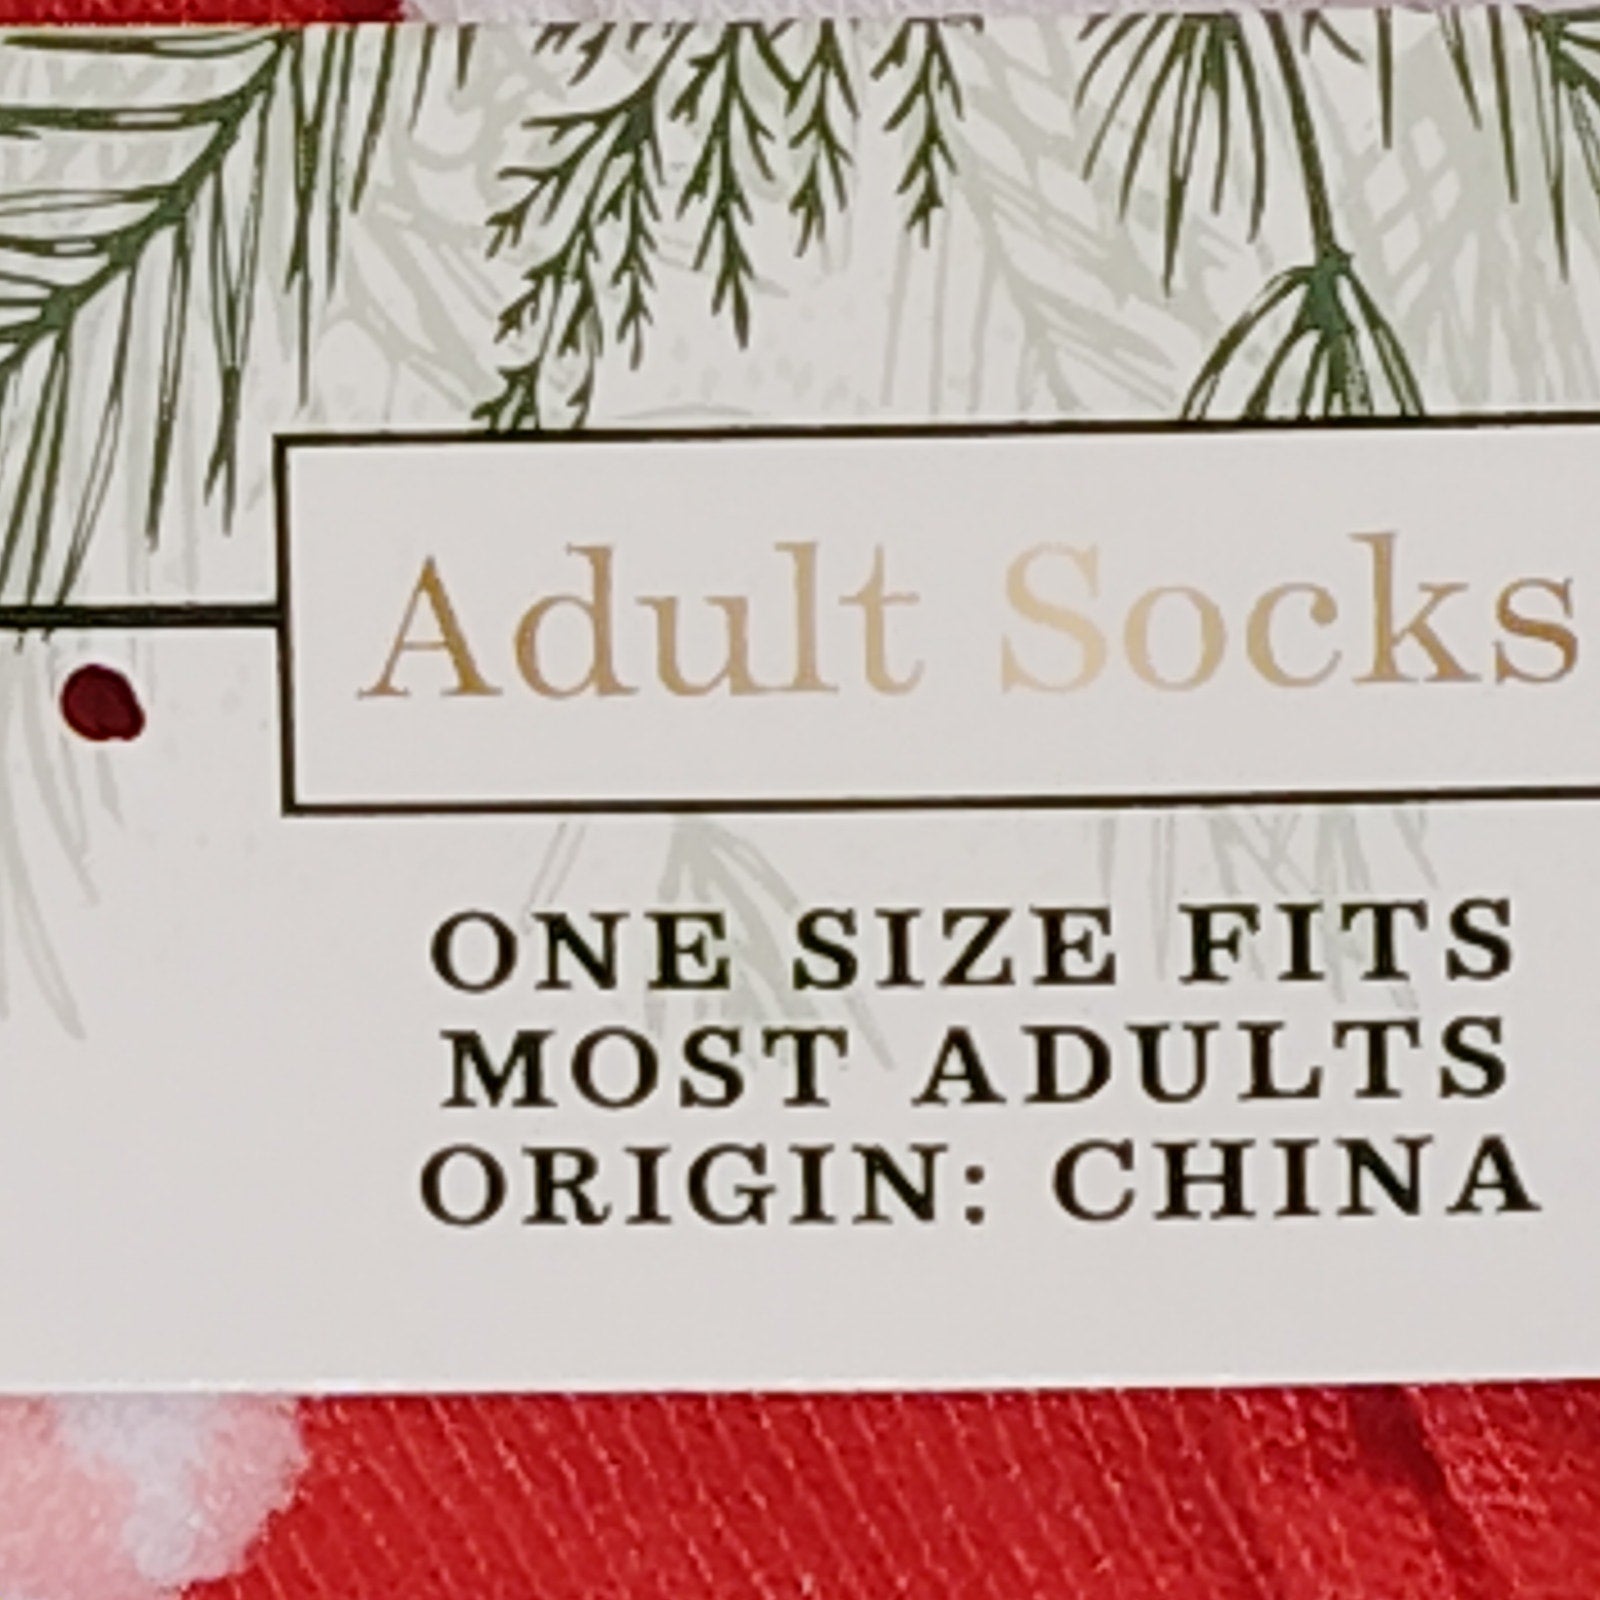 Adult Socks
ONE SIZE FITS
MOST ADULTS
ORIGIN: CHINA